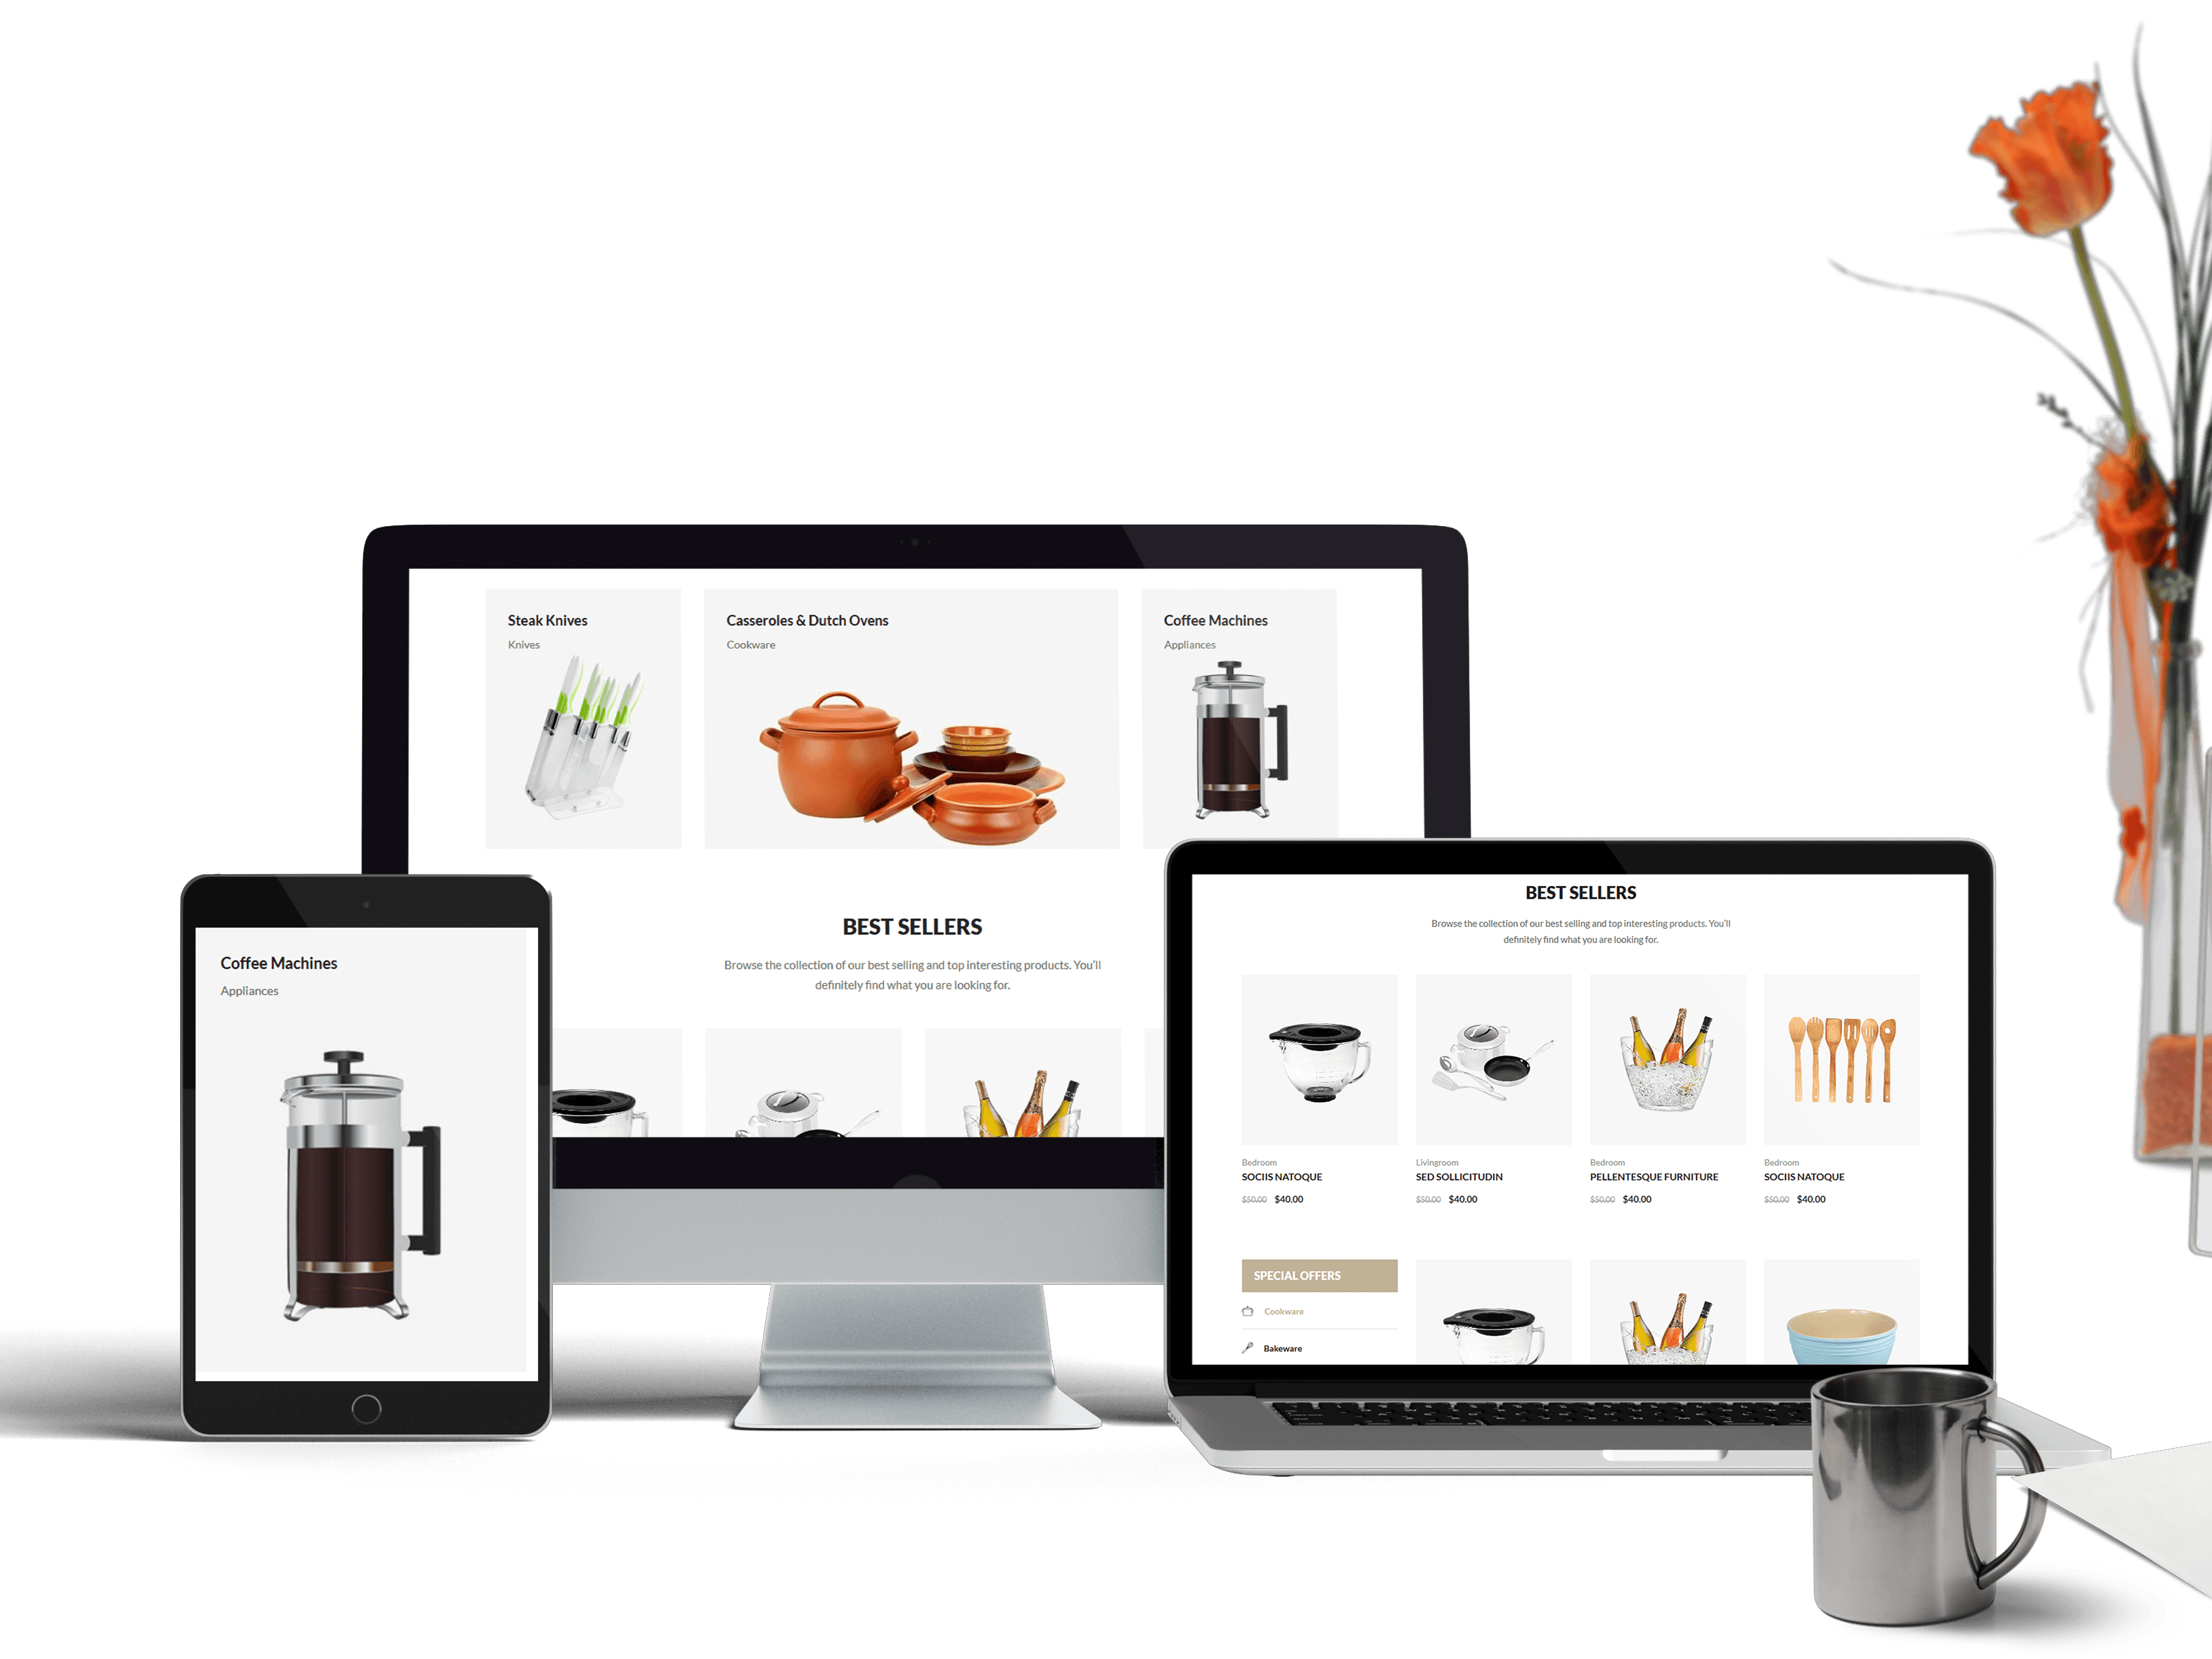 Steak Knives
Knives
Casseroles & Dutch Ovens
Cookware
Coffee Machines
Appliances
BEST SELLERS
Browse the collection of our best selling and top interesting products. You'll
definitely find what you are looking for.
Coffee Machines
Appliances
BEST SELLERS
Browse the collection of our best selling and top interesting products. You'll
definitely find what you are looking for.
Bedroom
SOCIIS NATOQUE
$50.00 $40.00
Livingroom
SED SOLLICITUDIN
$50.00 $40.00
Bedroom
PELLENTESQUE FURNITURE
$50.00 $40.00
Bedroom
SOCIIS NATOQUE
$50.00 $40.00
SPECIAL OFFERS
Cookware
Bakeware